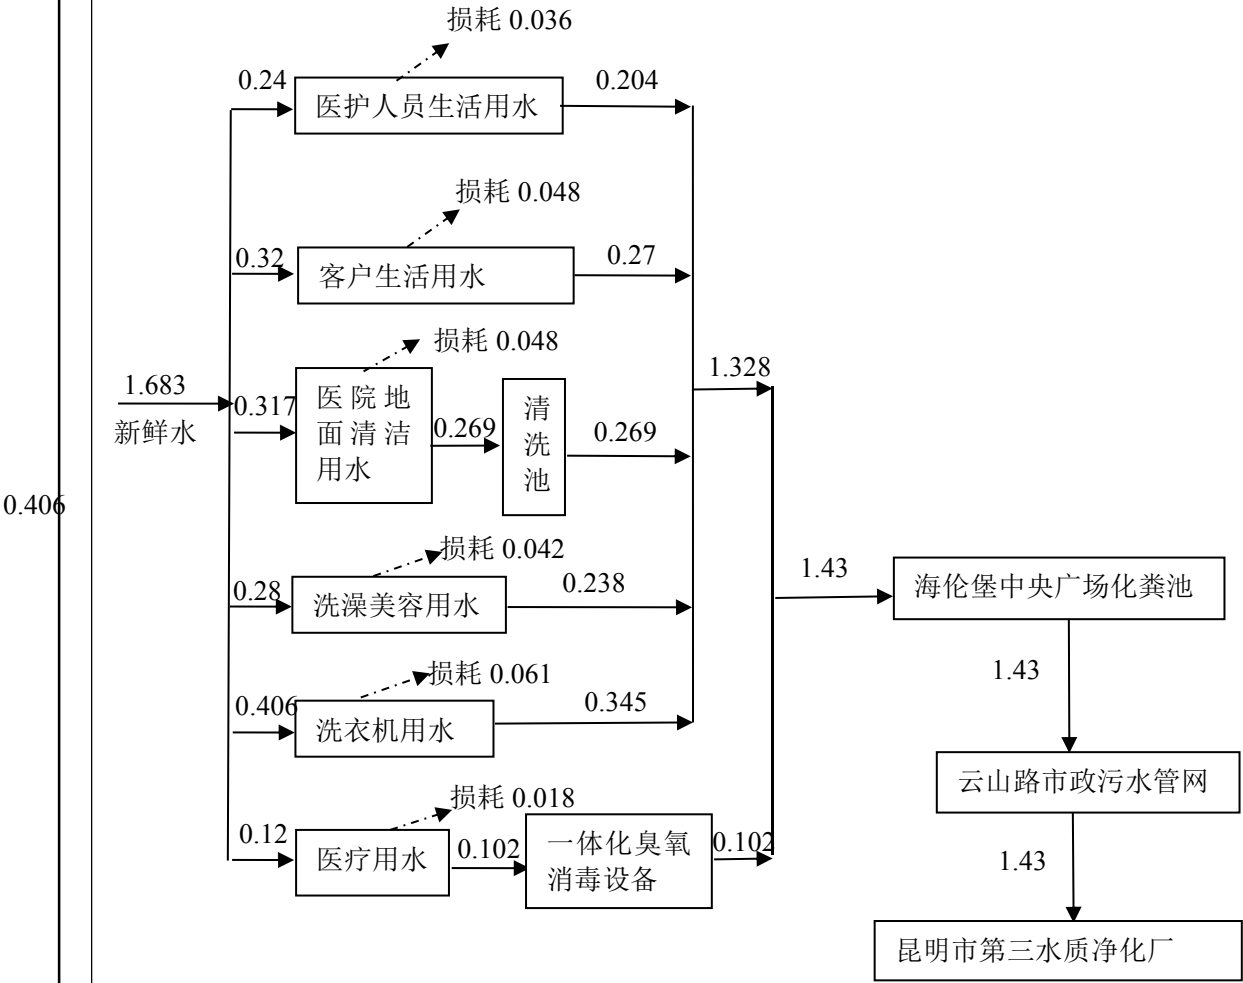 损耗 0.036
0.24
医护人员生活用水
0.204
损耗 0.048
0.32
客户生活用水
0.27
损耗 0.048
1.683
新鲜水
0.317
医院地
面清洁
用水
0.269
清
洗
池
0.269
1.328
0.406
损耗 0.042
0.28
洗澡美容用水
0.238
1.43
海伦堡中央广场化粪池
损耗 0.061
0.406
洗衣机用水
0.345
1.43
云山路市政污水管网
损耗 0.018
0.12
医疗用水
0.102
一体化臭氧
消毒设备
0.102
1.43
昆明市第三水质净化厂